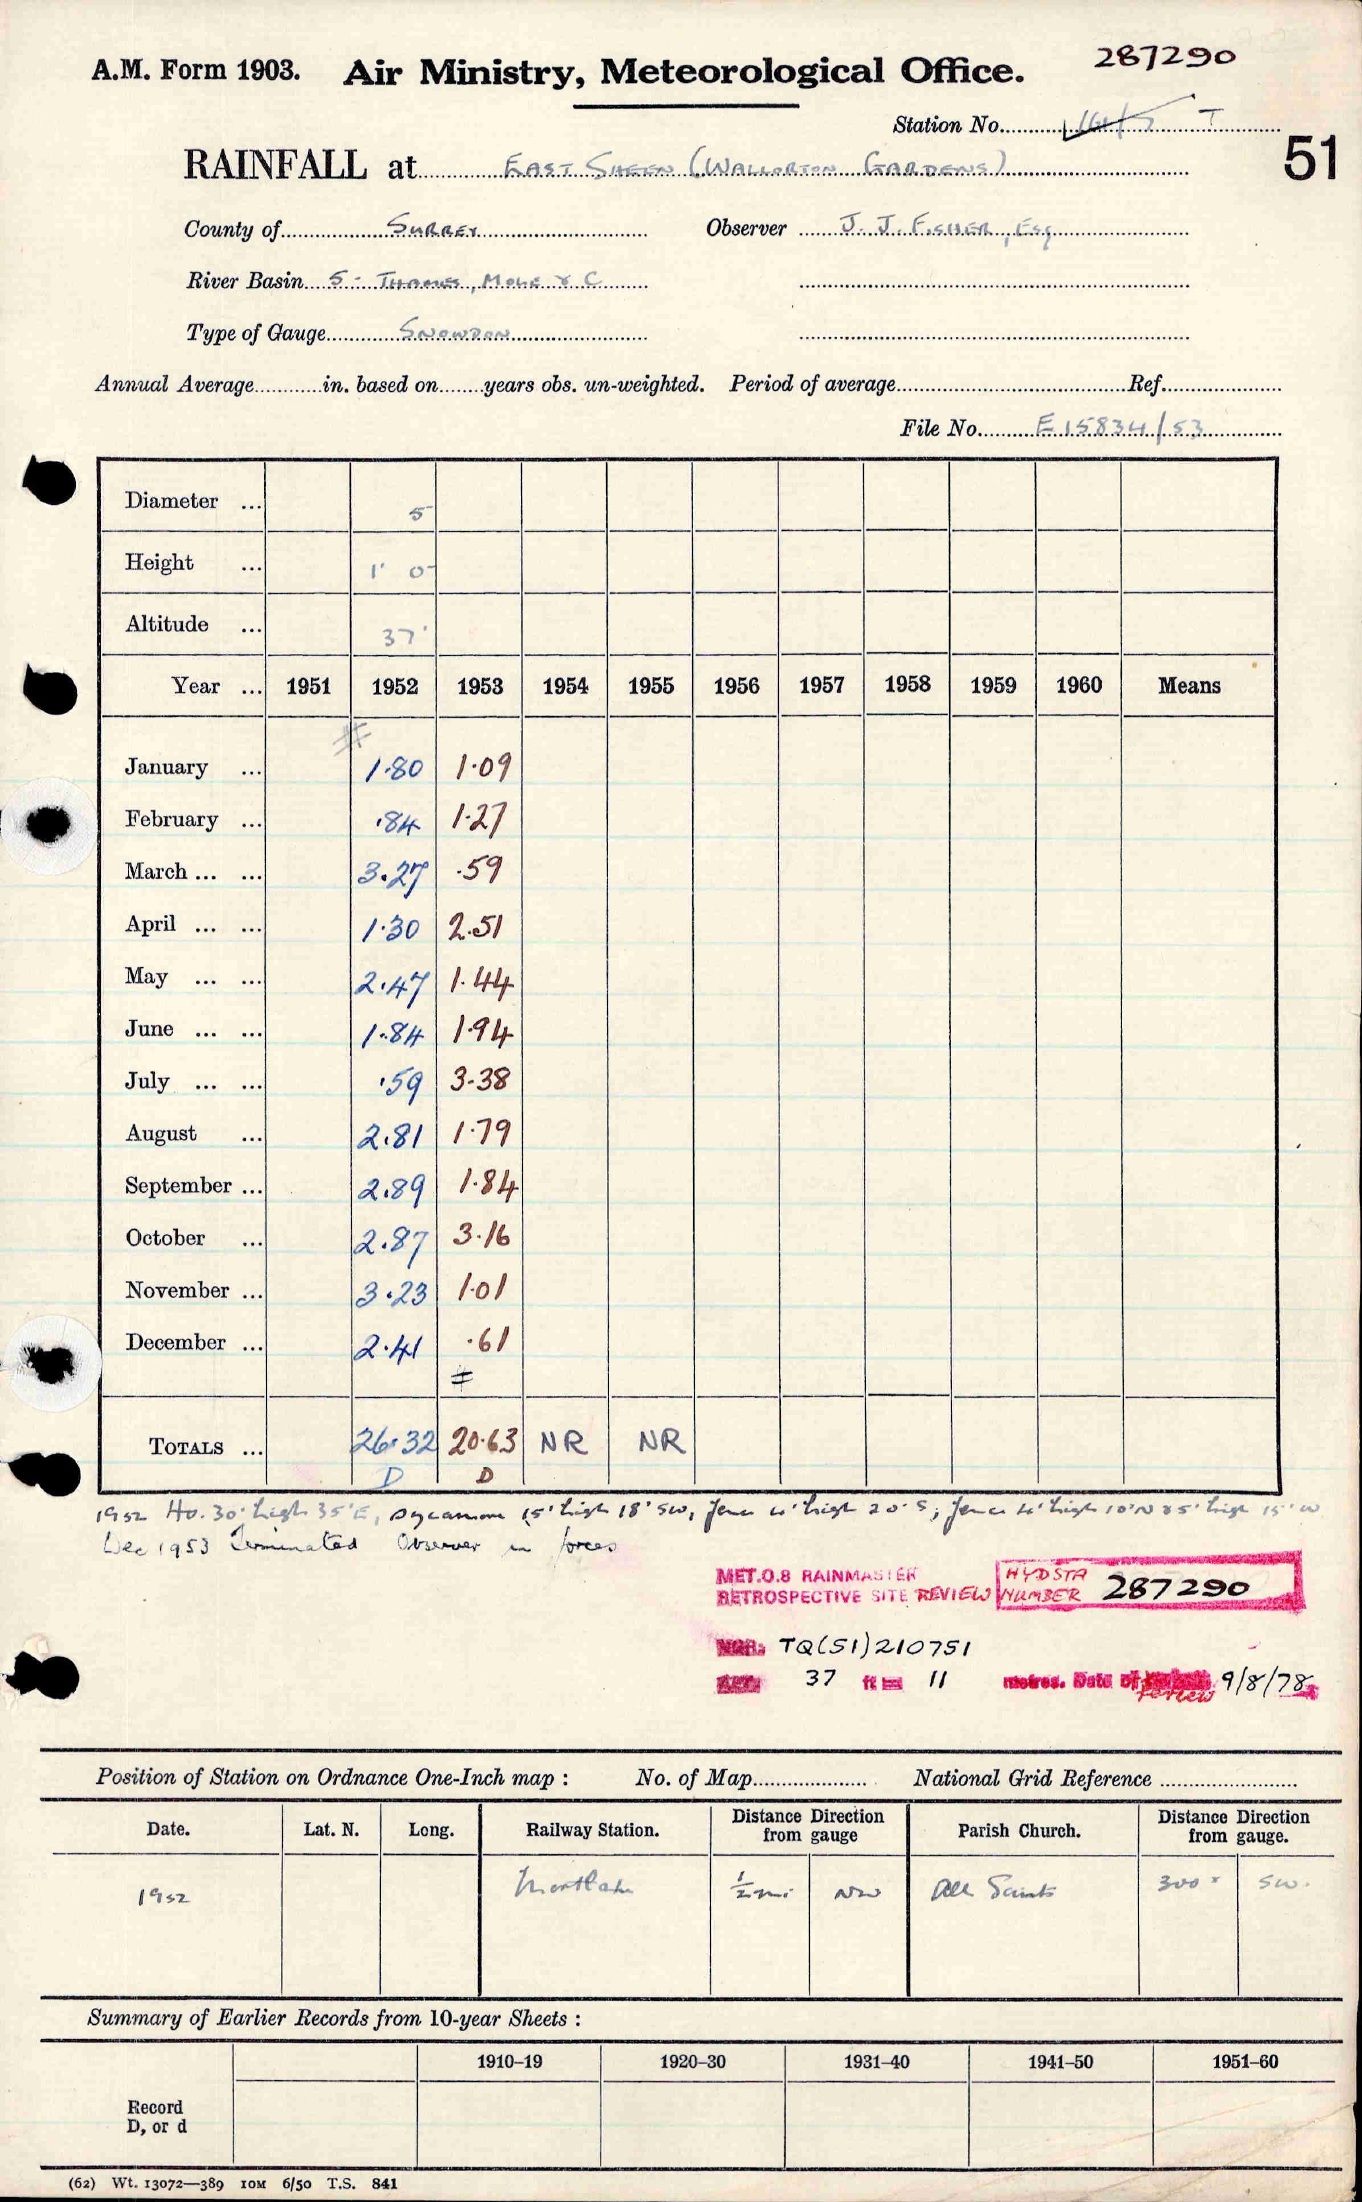 287290
A.M. Form 1903. Air Ministry, Meteorological Office.
Station No. T
51
RAINFALL at EAST SHEEN (WALLORTON GARDENS)
County of SURREY Observer J. J. FISHER, Esq
River Basin 5 - THAMES, MOLE & C
Type of Gauge SNOWDON
Annual Average in. based on years obs. un-weighted. Period of average Ref.
File No. E 15834/53
Diameter ... 5
Height ... 1' 0
Altitude ... 37'
Year ... 1951 1952 1953 1954 1955 1956 1957 1958 1959 1960 Means
January ... 1.80 1.09
February ... .84 1.27
March ... ... 3.27 .59
April ... ... 1.30 2.51
May ... ... 2.47 1.44
June ... ... 1.84 1.94
July ... ... .59 3.38
August ... 2.81 1.79
September ... 2.89 1.84
October ... 2.87 3.16
November ... 3.23 1.01
December ... 2.41 .61
TOTALS ... 26.32 20.63 NR NR
D D
1952 Ho. 30' high 35' E, Sycamore 15' high 18' SW, fence 4' high 20' S; fence 4' high 10' N & 5' high 15' W
Dec 1953 Terminated Observer in forces
MET.O.8 RAINMASTER
RETROSPECTIVE SITE REVIEW
HYDSTA NUMBER 287290
NGR. TQ(51)210751
37 ft = 11 metres. Date of review 9/8/78
Position of Station on Ordnance One-Inch map : No. of Map National Grid Reference
Date. Lat. N. Long. Railway Station. Distance Direction from gauge Parish Church. Distance Direction from gauge.
1952 Mortlake ½ mi. NW All Saints 300 x SW.
Summary of Earlier Records from 10-year Sheets :
1910–19 1920–30 1931–40 1941–50 1951–60
Record
D, or d
(62) Wt. 13072—389 10M 6/50 T.S. 841